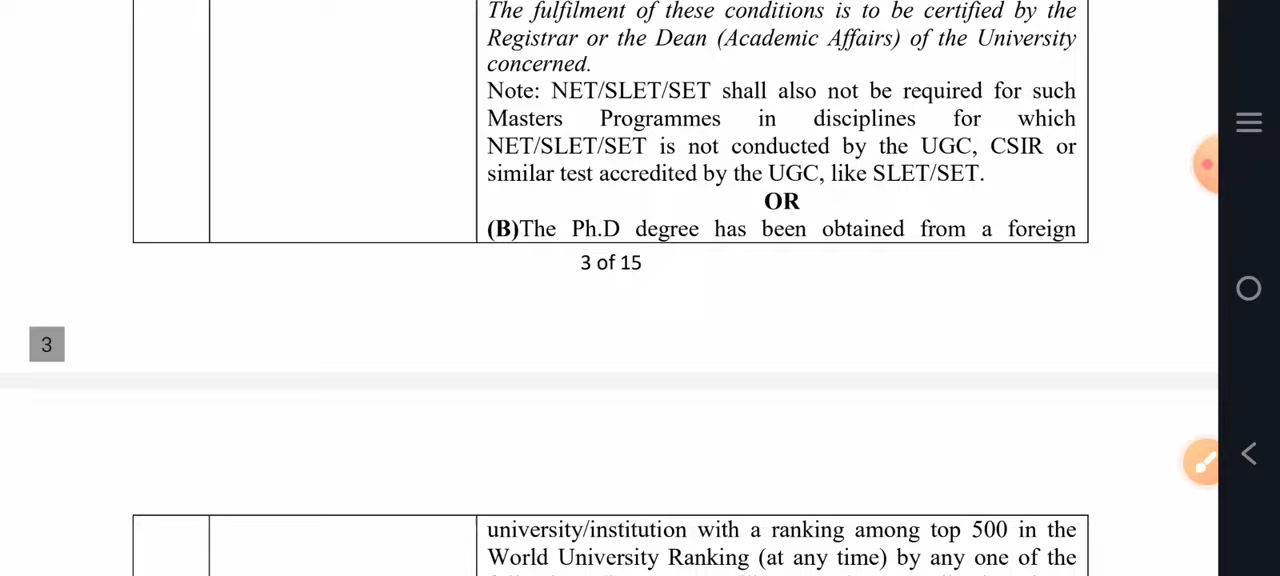 The fulfilment of these conditions is to be certified by the
Registrar or the Dean (Academic Affairs) of the University
concerned.
Note: NET/SLET/SET shall also not be required for such
Masters Programmes in disciplines for which
NET/SLET/SET is not conducted by the UGC, CSIR or
similar test accredited by the UGC, like SLET/SET.
OR
(B)The Ph.D degree has been obtained from a foreign
3 of 15
3
university/institution with a ranking among top 500 in the
World University Ranking (at any time) by any one of the